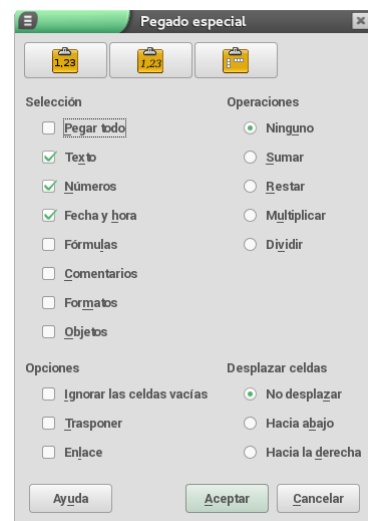 Pegado especial
1,23
1,23
Selección
Pegar todo
Texto
Números
Fecha y hora
Fórmulas
Comentarios
Formatos
Objetos
Operaciones
Ninguno
Sumar
Restar
Multiplicar
Dividir
Opciones
Ignorar las celdas vacías
Trasponer
Enlace
Desplazar celdas
No desplazar
Hacia abajo
Hacia la derecha
Ayuda
Aceptar
Cancelar